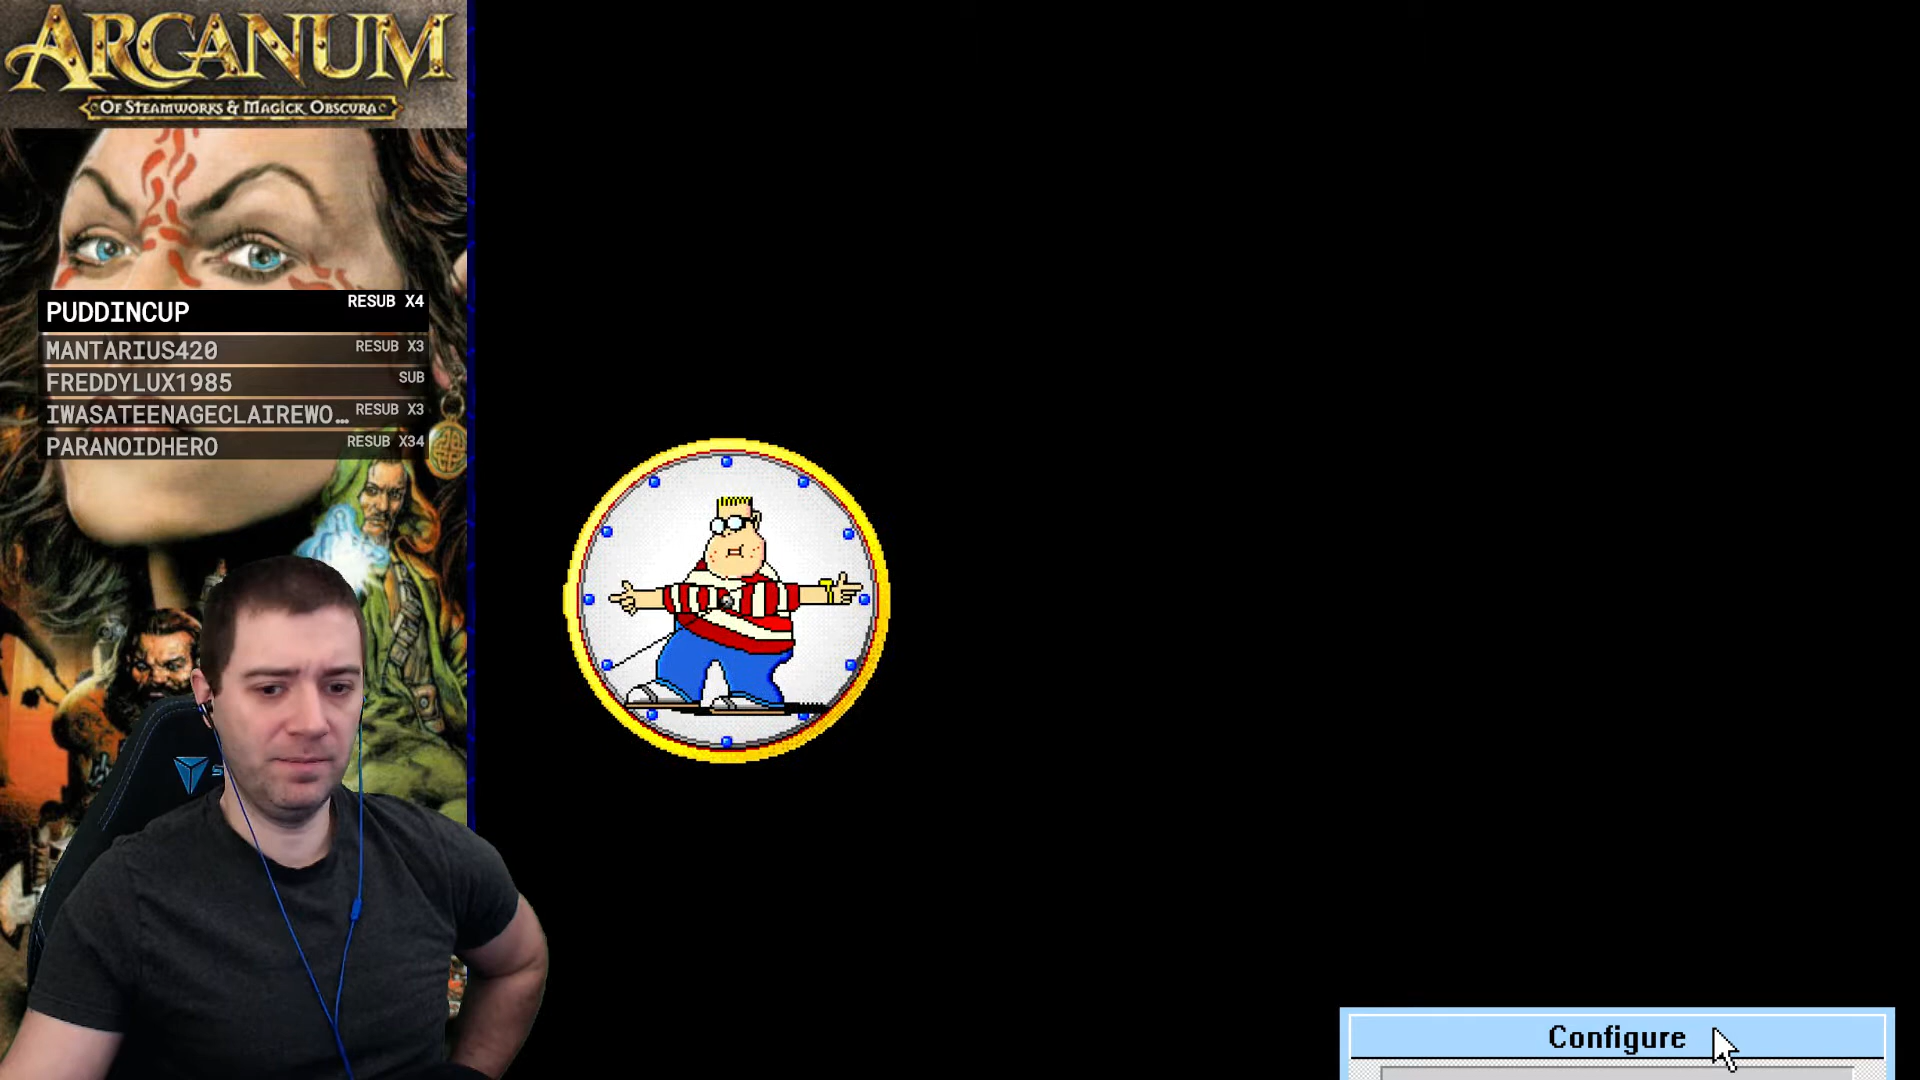 ARCANUM
OF STEAMWORKS & MAGICK OBSCURA
PUDDINCUP RESUB X4
MANTARIUS420 RESUB X3
FREDDYLUX1985 SUB
IWASATEENAGECLAIREWO… RESUB X3
PARANOIDHERO RESUB X34
Configure